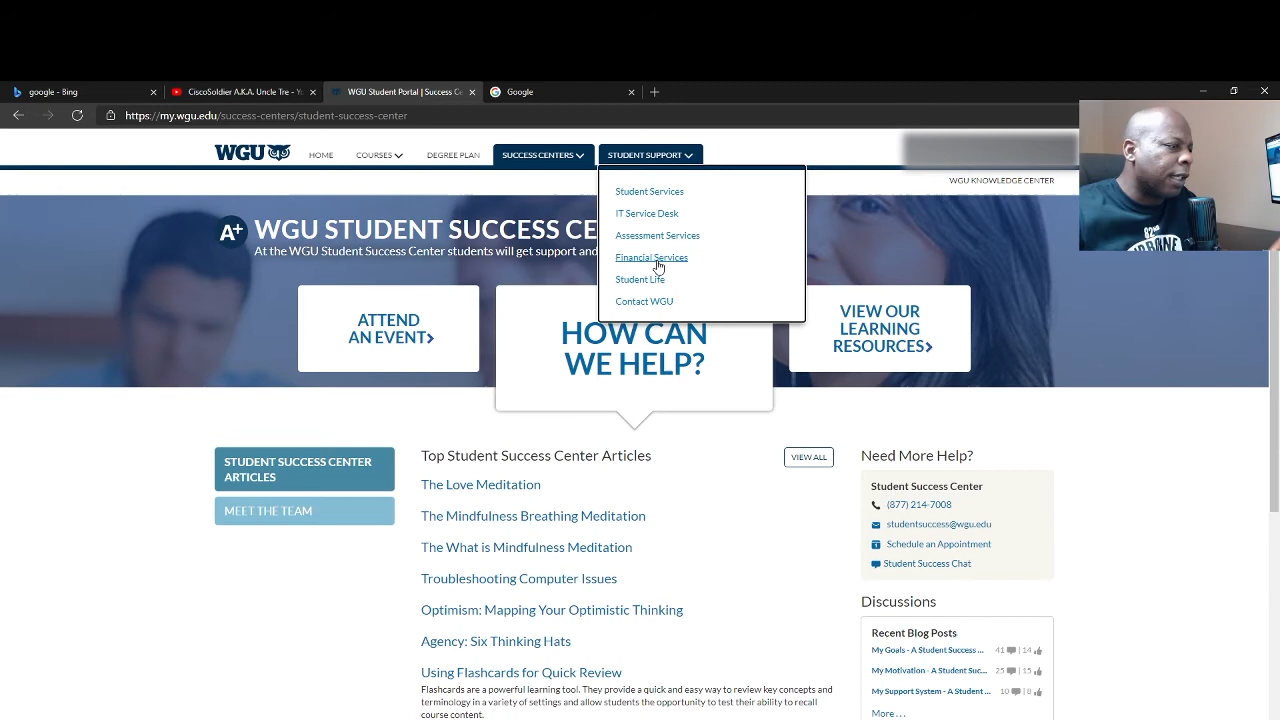 google - Bing
CiscoSoldier A.K.A. Uncle Tre - Y
WGU Student Portal | Success Ce
Google
https://my.wgu.edu/success-centers/student-success-center
WGU
HOME
COURSES
DEGREE PLAN
SUCCESS CENTERS
STUDENT SUPPORT
WGU KNOWLEDGE CENTER
Student Services
IT Service Desk
Assessment Services
Financial Services
Student Life
Contact WGU
A+
WGU STUDENT SUCCESS CE
At the WGU Student Success Center students will get support and
ATTEND
AN EVENT
HOW CAN
WE HELP?
VIEW OUR
LEARNING
RESOURCES
STUDENT SUCCESS CENTER
ARTICLES
MEET THE TEAM
Top Student Success Center Articles
VIEW ALL
The Love Meditation
The Mindfulness Breathing Meditation
The What is Mindfulness Meditation
Troubleshooting Computer Issues
Optimism: Mapping Your Optimistic Thinking
Agency: Six Thinking Hats
Using Flashcards for Quick Review
Flashcards are a powerful learning tool. They provide a quick and easy way to review key concepts and
terminology in a variety of settings and allow students the opportunity to test their ability to recall
course content.
Need More Help?
Student Success Center
(877) 214-7008
studentsuccess@wgu.edu
Schedule an Appointment
Student Success Chat
Discussions
Recent Blog Posts
My Goals - A Student Success ... 41 | 14
My Motivation - A Student Suc... 25 | 15
My Support System - A Student ... 10 | 8
More . . .
82